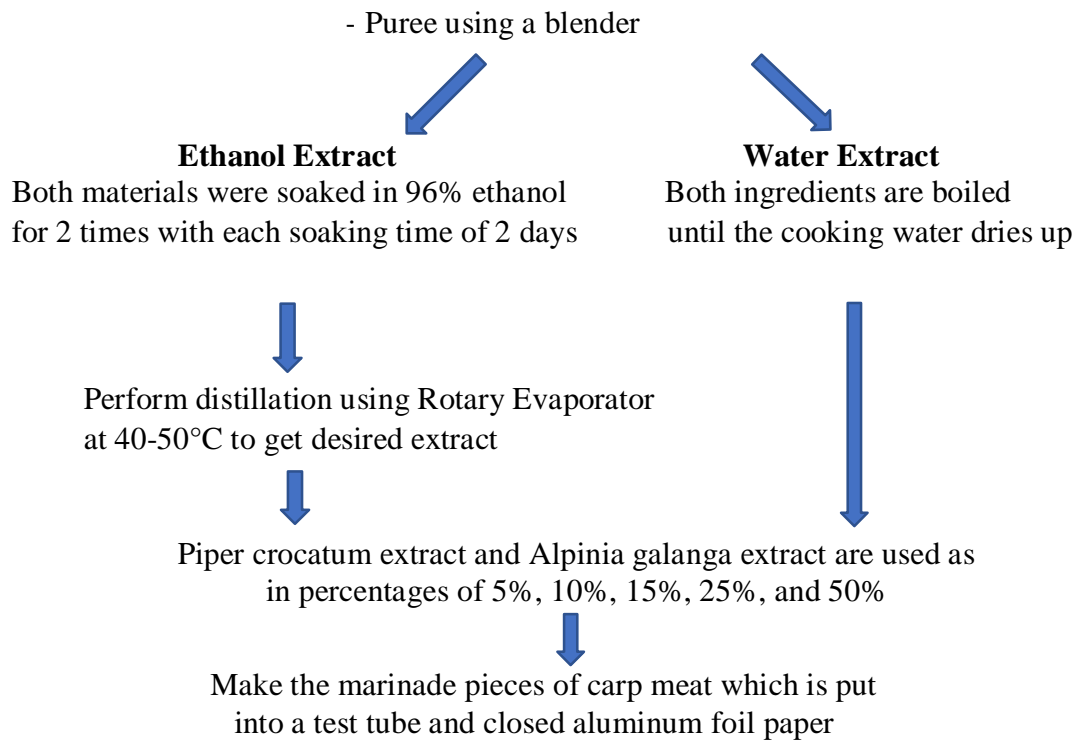 - Puree using a blender
Ethanol Extract
Both materials were soaked in 96% ethanol
for 2 times with each soaking time of 2 days
Water Extract
Both ingredients are boiled
until the cooking water dries up
Perform distillation using Rotary Evaporator
at 40-50°C to get desired extract
Piper crocatum extract and Alpinia galanga extract are used as
in percentages of 5%, 10%, 15%, 25%, and 50%
Make the marinade pieces of carp meat which is put
into a test tube and closed aluminum foil paper